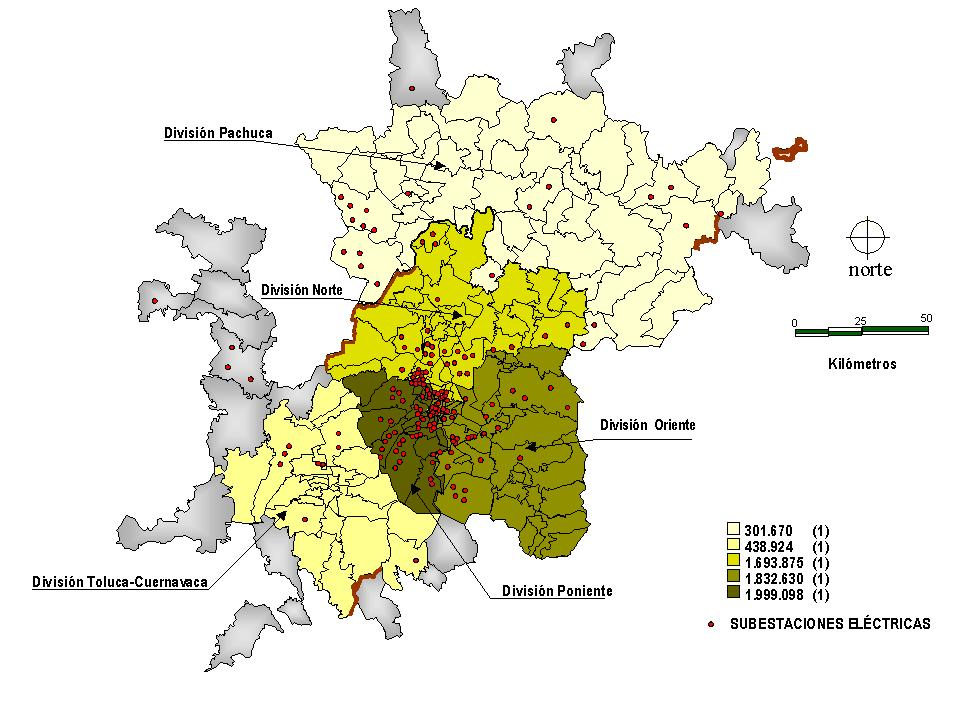 División Pachuca
División Norte
norte
0 25 50
Kilómetros
División Oriente
División Toluca-Cuernavaca
División Poniente
301.670 (1)
438.924 (1)
1.693.875 (1)
1.832.630 (1)
1.999.098 (1)
SUBESTACIONES ELÉCTRICAS